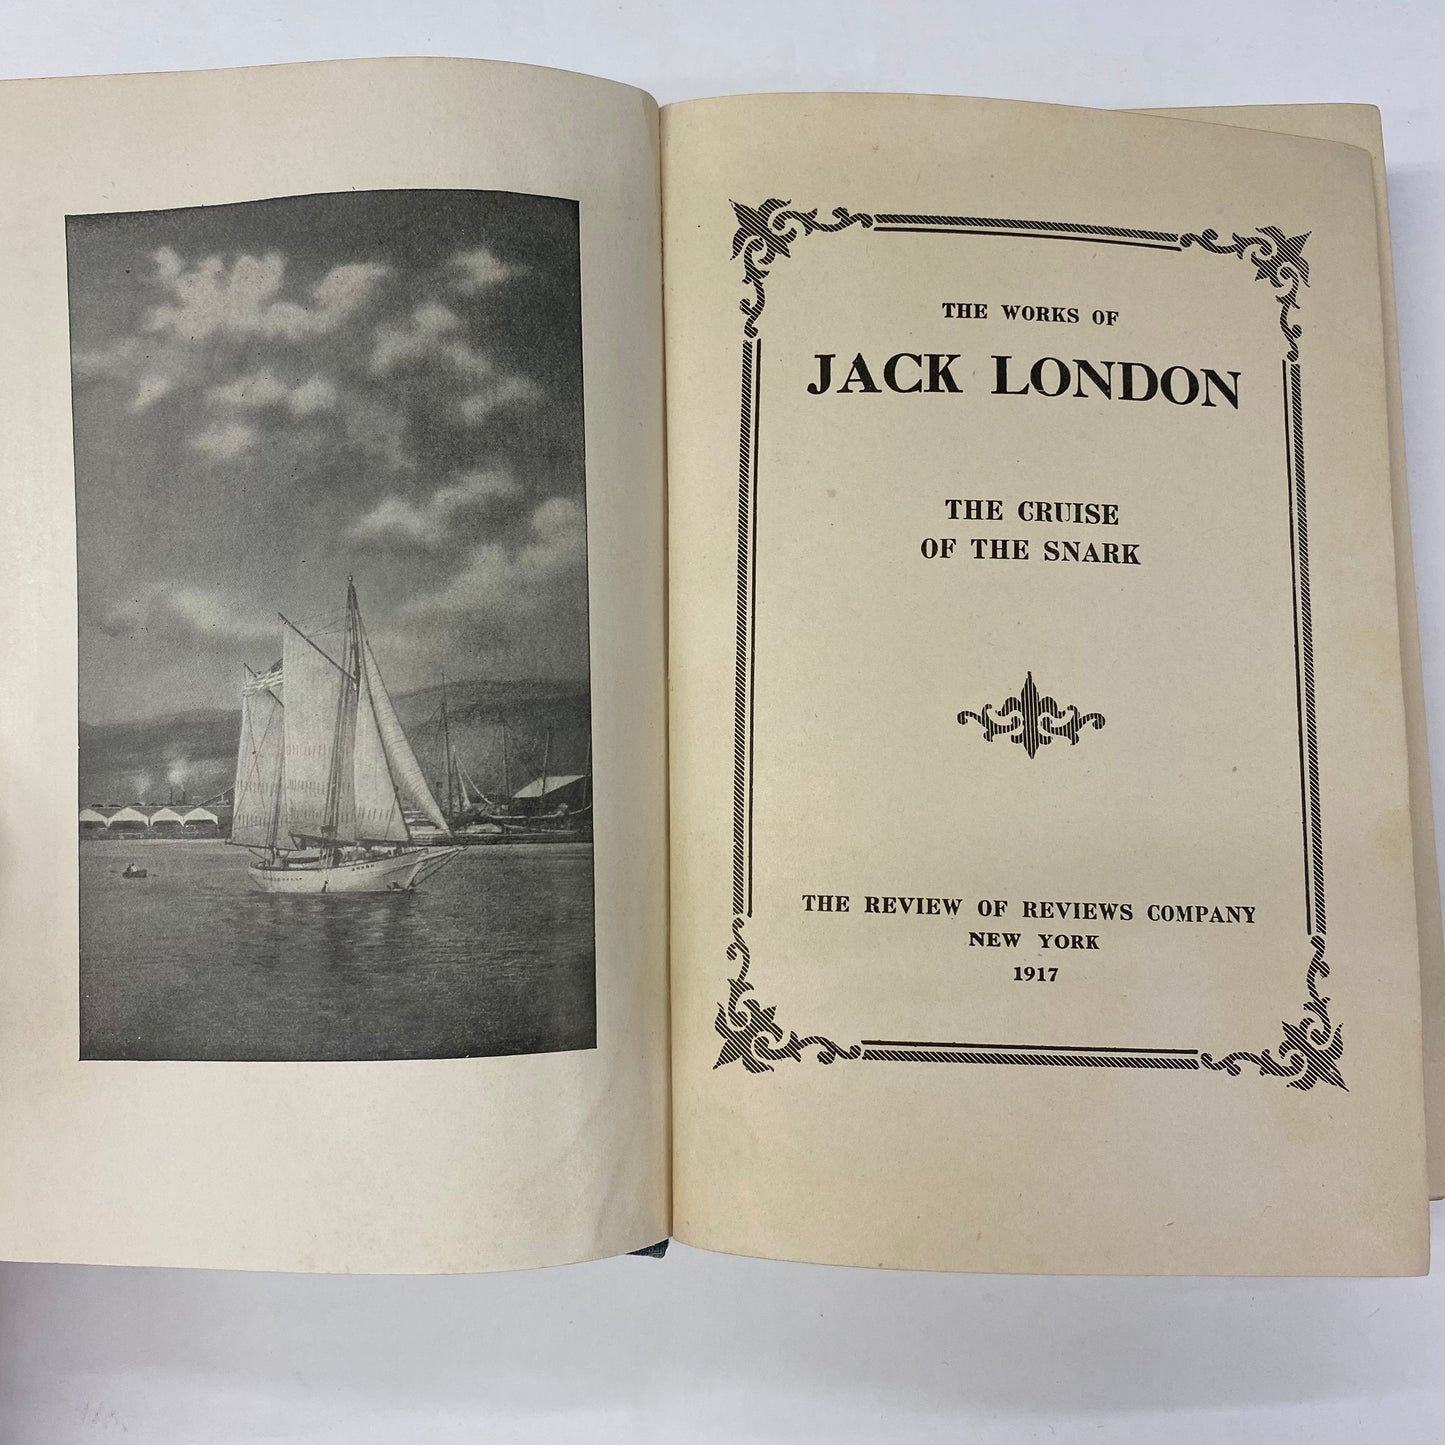 THE WORKS OF
JACK LONDON
THE CRUISE
OF THE SNARK
THE REVIEW OF REVIEWS COMPANY
NEW YORK
1917